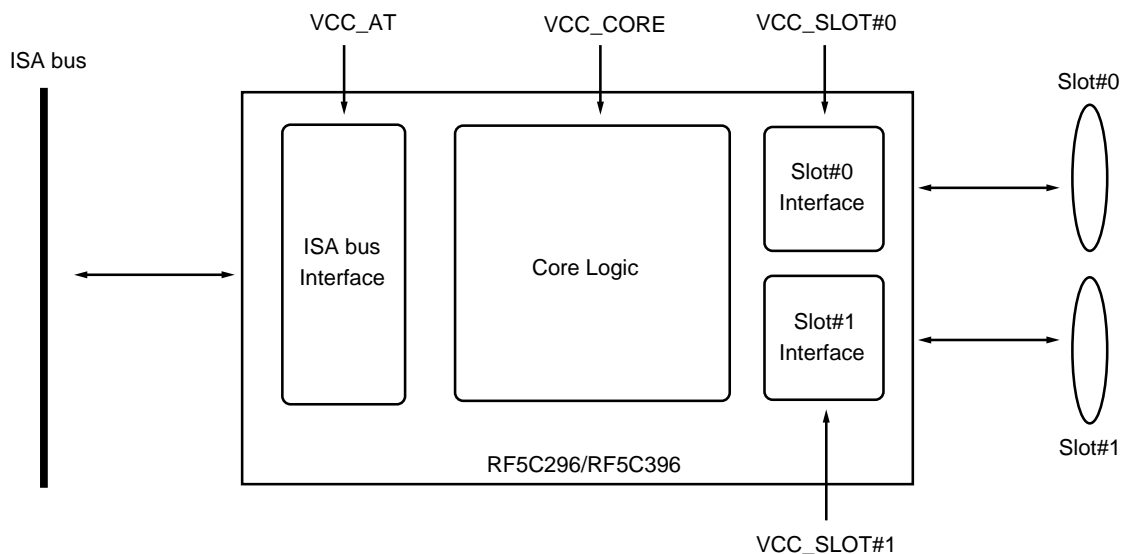 VCC_AT
VCC_CORE
VCC_SLOT#0
ISA bus
Slot#0
Slot#0
Interface
ISA bus
Interface
Core Logic
Slot#1
Interface
Slot#1
RF5C296/RF5C396
VCC_SLOT#1